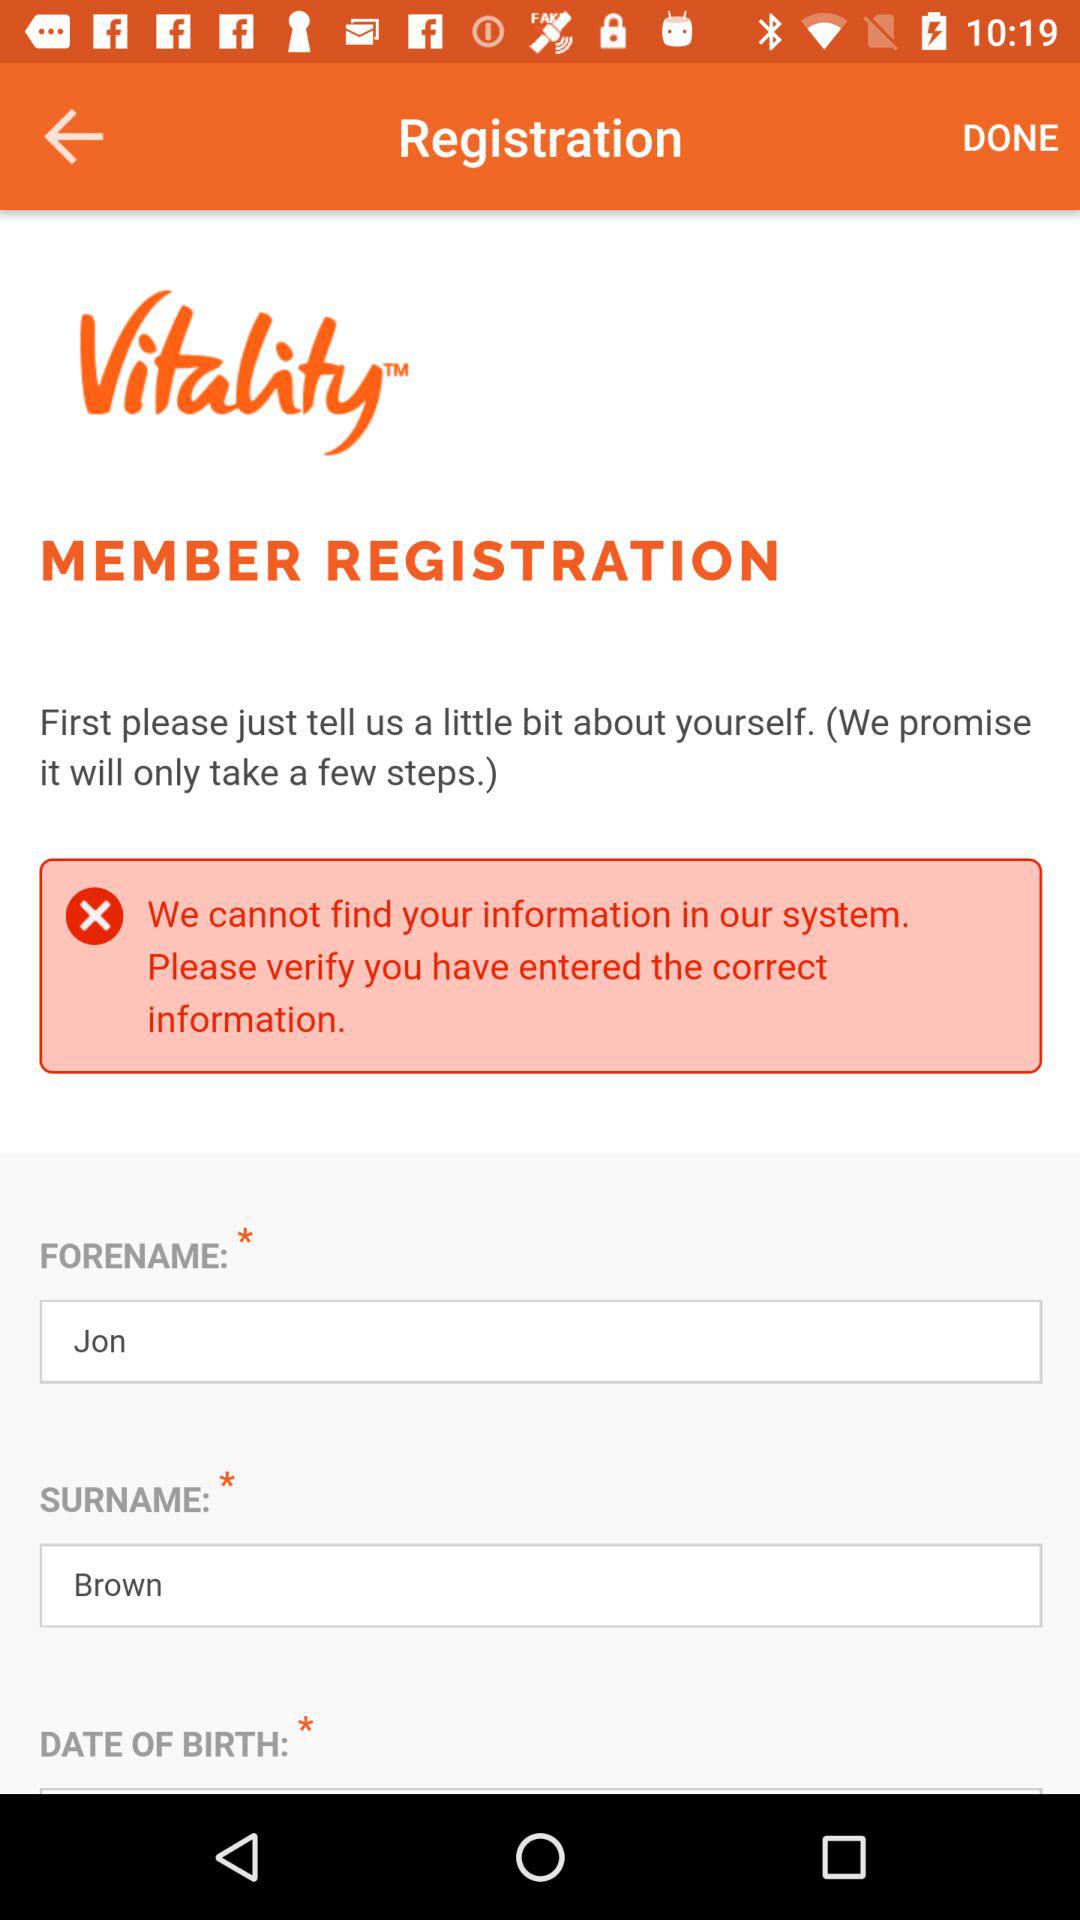 FAKE
10:19
Registration
DONE
Vitality™
MEMBER REGISTRATION
First please just tell us a little bit about yourself. (We promise
it will only take a few steps.)
We cannot find your information in our system.
Please verify you have entered the correct
information.
FORENAME: *
Jon
SURNAME: *
Brown
DATE OF BIRTH: *